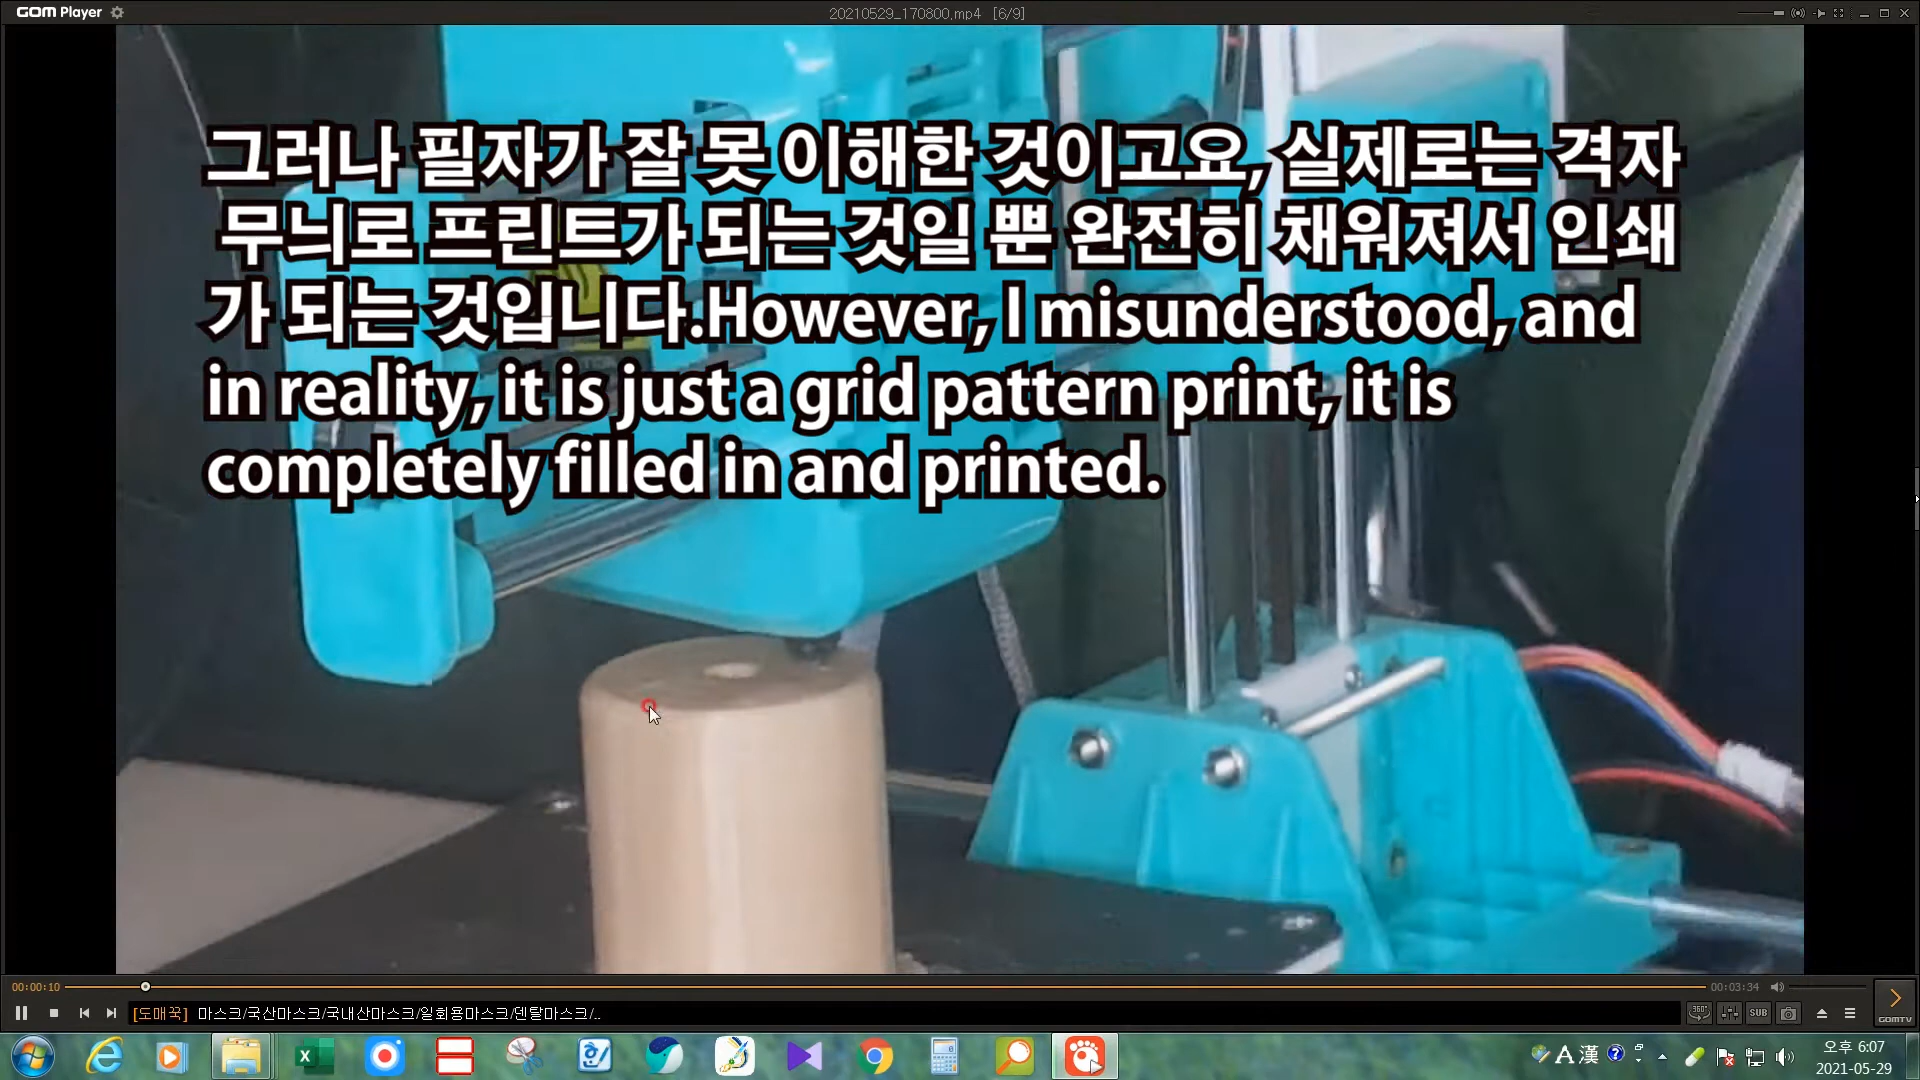 GOM Player
20210529_170800.mp4 [6/9]
그러나 필자가 잘 못 이해한 것이고요, 실제로는 격자
무늬로 프린트가 되는 것일 뿐 완전히 채워져서 인쇄
가 되는 것입니다.However, I misunderstood, and
in reality, it is just a grid pattern print, it is
completely filled in and printed.
00:00:10
00:03:34
[도매꾹] 마스크/국산마스크/국내산마스크/일회용마스크/덴탈마스크/..
360°
SUB
GOMTV
A 漢
오후 6:07
2021-05-29